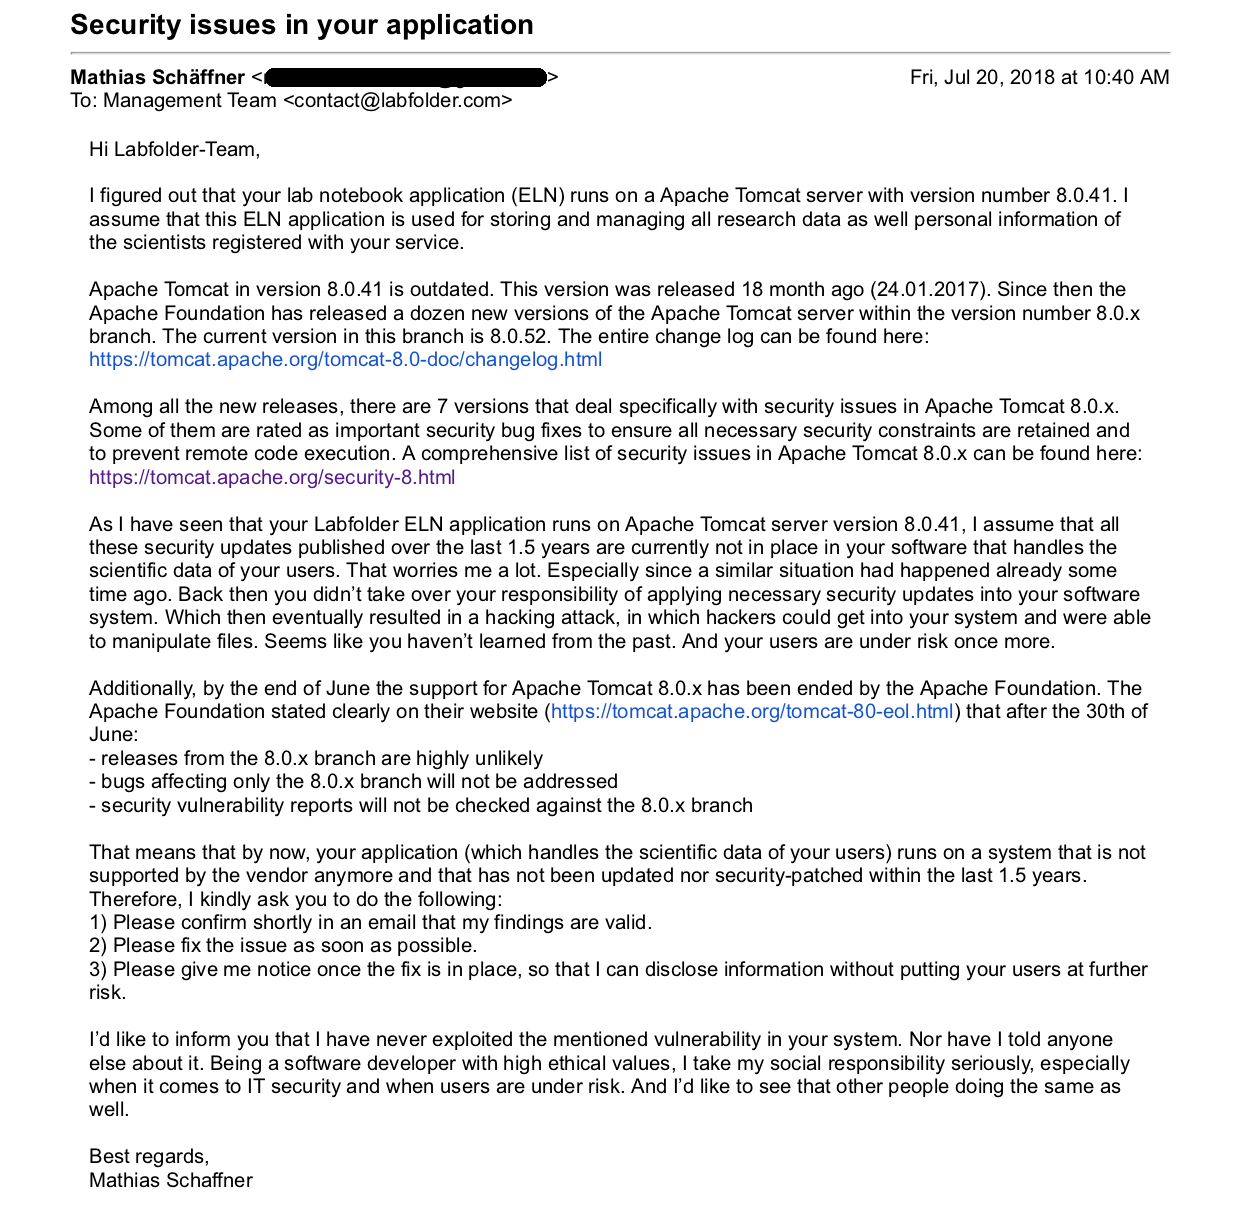 Security issues in your application
Mathias Schäffner < >
Fri, Jul 20, 2018 at 10:40 AM
To: Management Team <contact@labfolder.com>
Hi Labfolder-Team,
I figured out that your lab notebook application (ELN) runs on a Apache Tomcat server with version number 8.0.41. I
assume that this ELN application is used for storing and managing all research data as well personal information of
the scientists registered with your service.
Apache Tomcat in version 8.0.41 is outdated. This version was released 18 month ago (24.01.2017). Since then the
Apache Foundation has released a dozen new versions of the Apache Tomcat server within the version number 8.0.x
branch. The current version in this branch is 8.0.52. The entire change log can be found here:
https://tomcat.apache.org/tomcat-8.0-doc/changelog.html
Among all the new releases, there are 7 versions that deal specifically with security issues in Apache Tomcat 8.0.x.
Some of them are rated as important security bug fixes to ensure all necessary security constraints are retained and
to prevent remote code execution. A comprehensive list of security issues in Apache Tomcat 8.0.x can be found here:
https://tomcat.apache.org/security-8.html
As I have seen that your Labfolder ELN application runs on Apache Tomcat server version 8.0.41, I assume that all
these security updates published over the last 1.5 years are currently not in place in your software that handles the
scientific data of your users. That worries me a lot. Especially since a similar situation had happened already some
time ago. Back then you didn’t take over your responsibility of applying necessary security updates into your software
system. Which then eventually resulted in a hacking attack, in which hackers could get into your system and were able
to manipulate files. Seems like you haven’t learned from the past. And your users are under risk once more.
Additionally, by the end of June the support for Apache Tomcat 8.0.x has been ended by the Apache Foundation. The
Apache Foundation stated clearly on their website (https://tomcat.apache.org/tomcat-80-eol.html) that after the 30th of
June:
- releases from the 8.0.x branch are highly unlikely
- bugs affecting only the 8.0.x branch will not be addressed
- security vulnerability reports will not be checked against the 8.0.x branch
That means that by now, your application (which handles the scientific data of your users) runs on a system that is not
supported by the vendor anymore and that has not been updated nor security-patched within the last 1.5 years.
Therefore, I kindly ask you to do the following:
1) Please confirm shortly in an email that my findings are valid.
2) Please fix the issue as soon as possible.
3) Please give me notice once the fix is in place, so that I can disclose information without putting your users at further
risk.
I’d like to inform you that I have never exploited the mentioned vulnerability in your system. Nor have I told anyone
else about it. Being a software developer with high ethical values, I take my social responsibility seriously, especially
when it comes to IT security and when users are under risk. And I’d like to see that other people doing the same as
well.
Best regards,
Mathias Schaffner